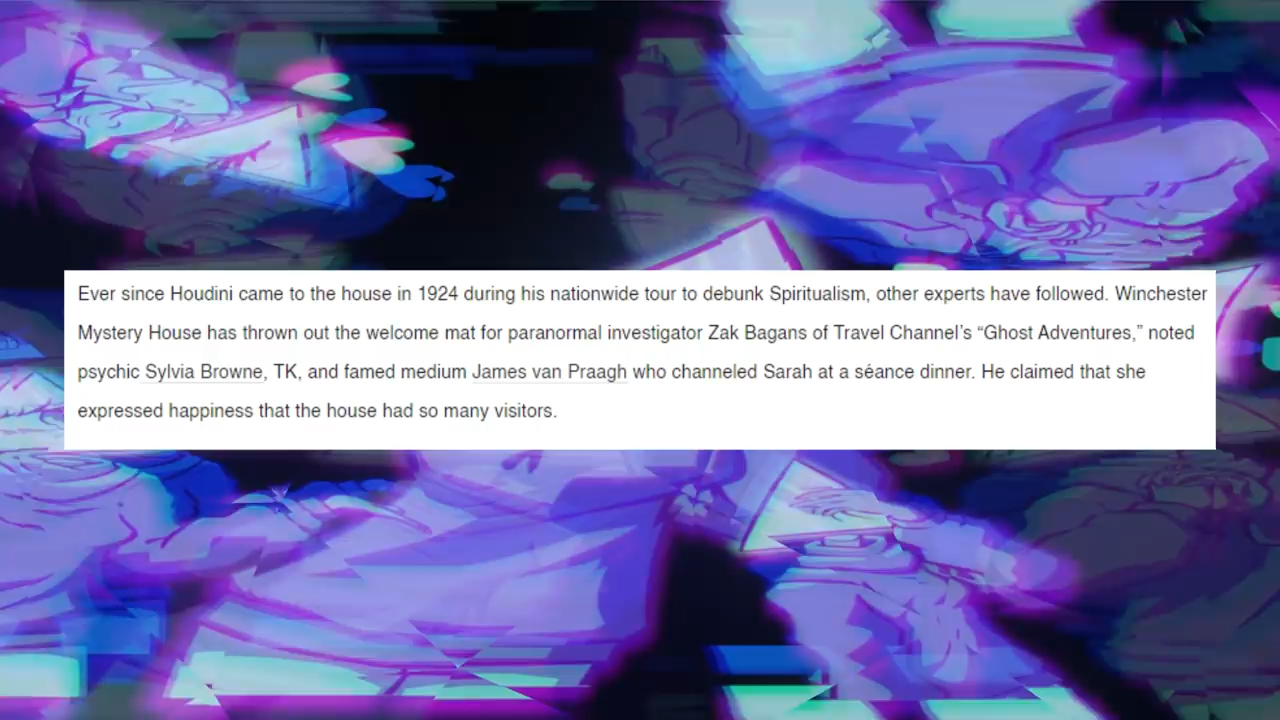 Ever since Houdini came to the house in 1924 during his nationwide tour to debunk Spiritualism, other experts have followed. Winchester
Mystery House has thrown out the welcome mat for paranormal investigator Zak Bagans of Travel Channel’s “Ghost Adventures,” noted
psychic Sylvia Browne, TK, and famed medium James van Praagh who channeled Sarah at a séance dinner. He claimed that she
expressed happiness that the house had so many visitors.